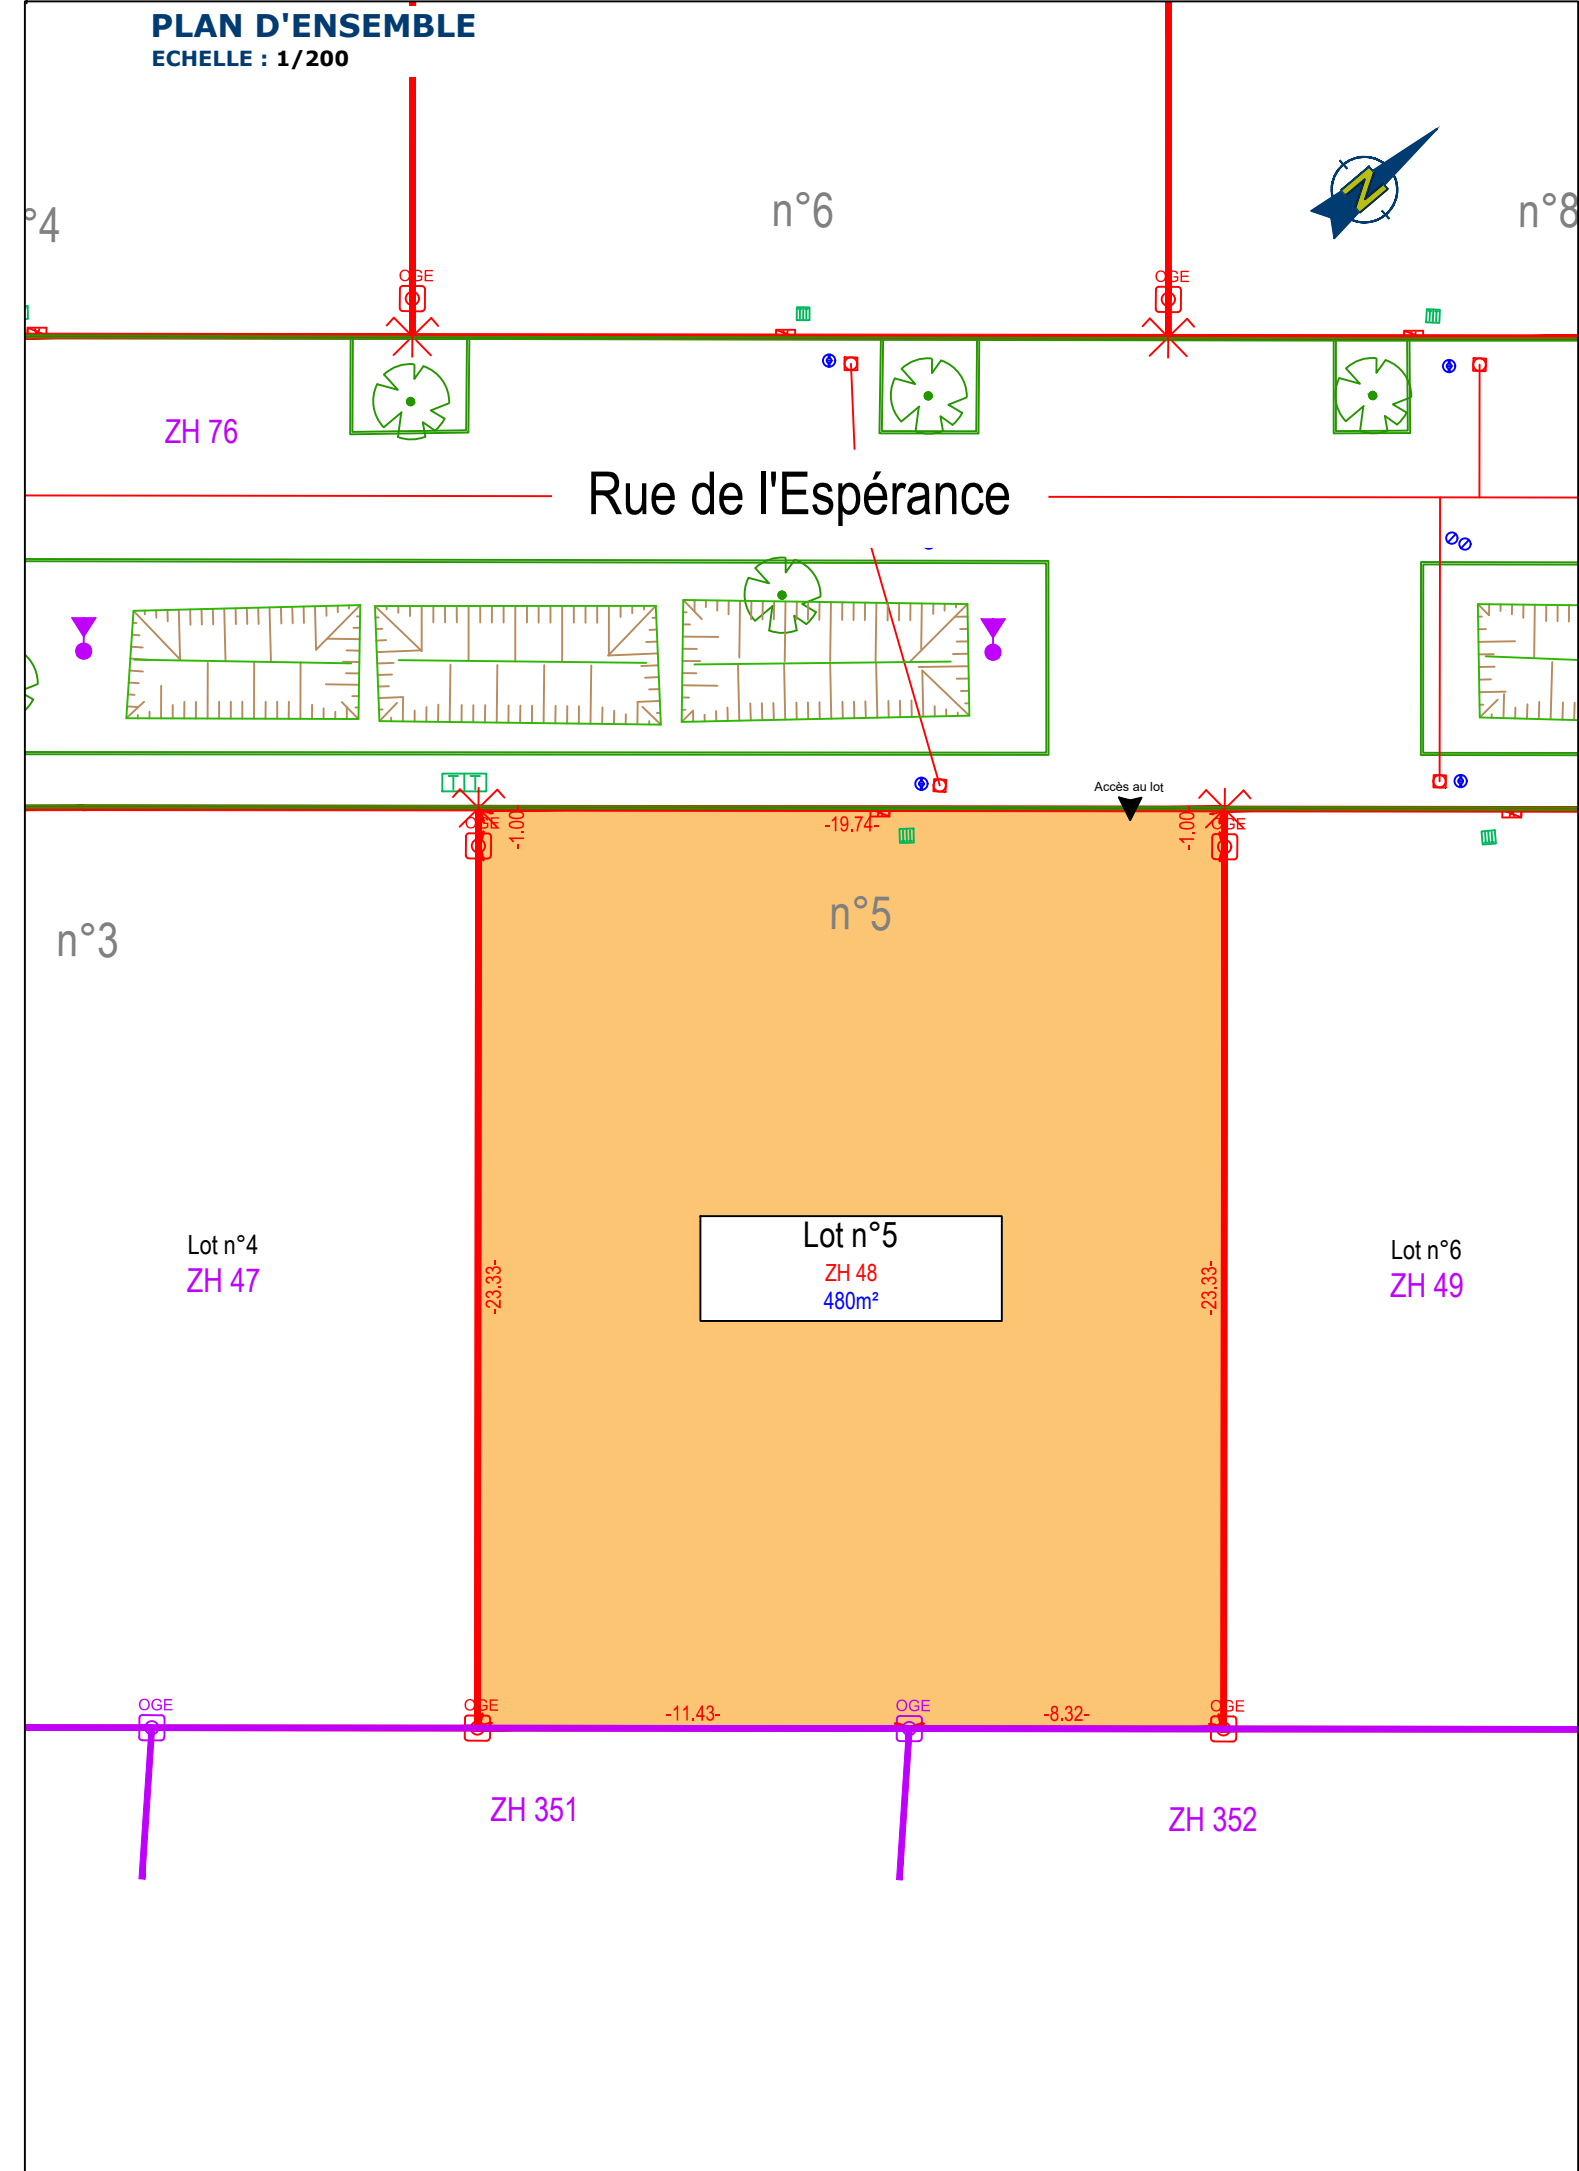 PLAN D'ENSEMBLE
ECHELLE : 1/200
N
°4
n°6
n°8
OGE
OGE
ZH 76
Rue de l'Espérance
T T
Accès au lot
OGE
-1.00-
-19.74-
-1.00-
OGE
n°5
n°3
Lot n°4
ZH 47
-23.33-
Lot n°5
ZH 48
480m²
-23.33-
Lot n°6
ZH 49
OGE
OGE
-11.43-
OGE
-8.32-
OGE
ZH 351
ZH 352